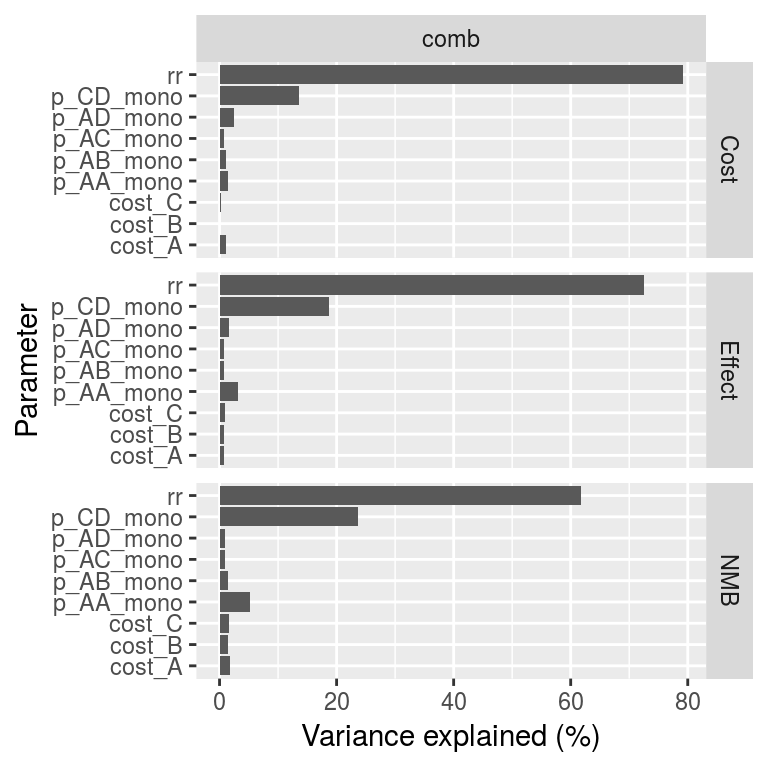 comb
rr
p_CD_mono
p_AD_mono
p_AC_mono
p_AB_mono
p_AA_mono
cost_C
cost_B
cost_A
Cost
rr
p_CD_mono
p_AD_mono
p_AC_mono
p_AB_mono
p_AA_mono
cost_C
cost_B
cost_A
Effect
rr
p_CD_mono
p_AD_mono
p_AC_mono
p_AB_mono
p_AA_mono
cost_C
cost_B
cost_A
NMB
Parameter
0 20 40 60 80
Variance explained (%)